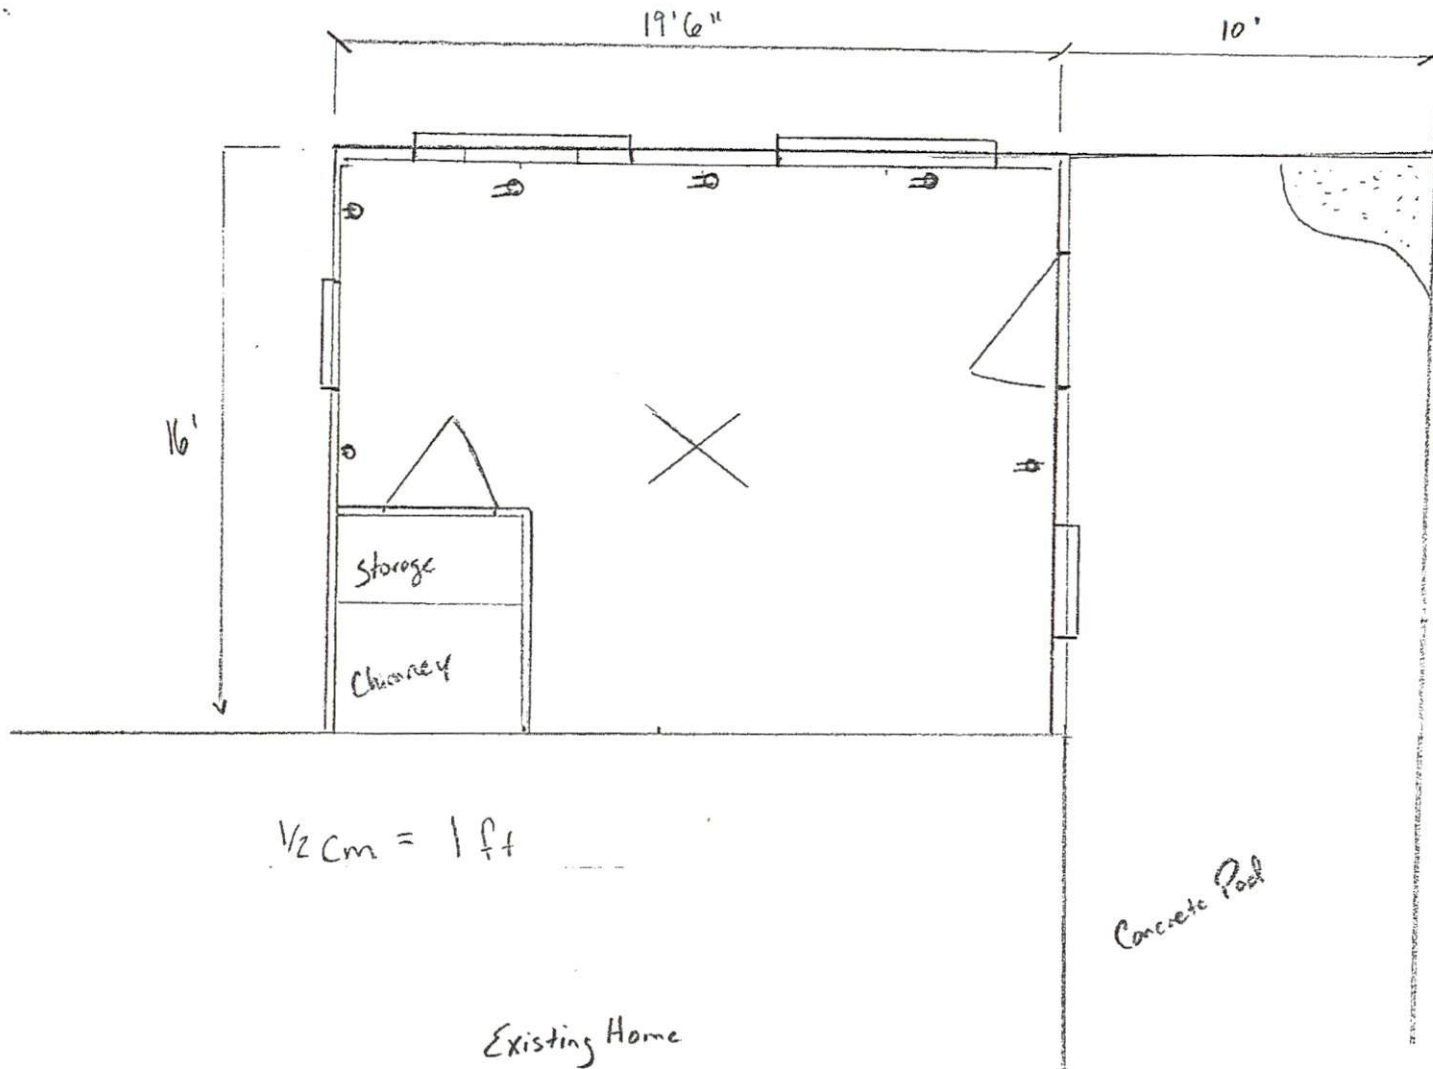 19'6"
10'
16'
Storage
Chimney
1/2 cm = 1 ft
Concrete Pad
Existing Home